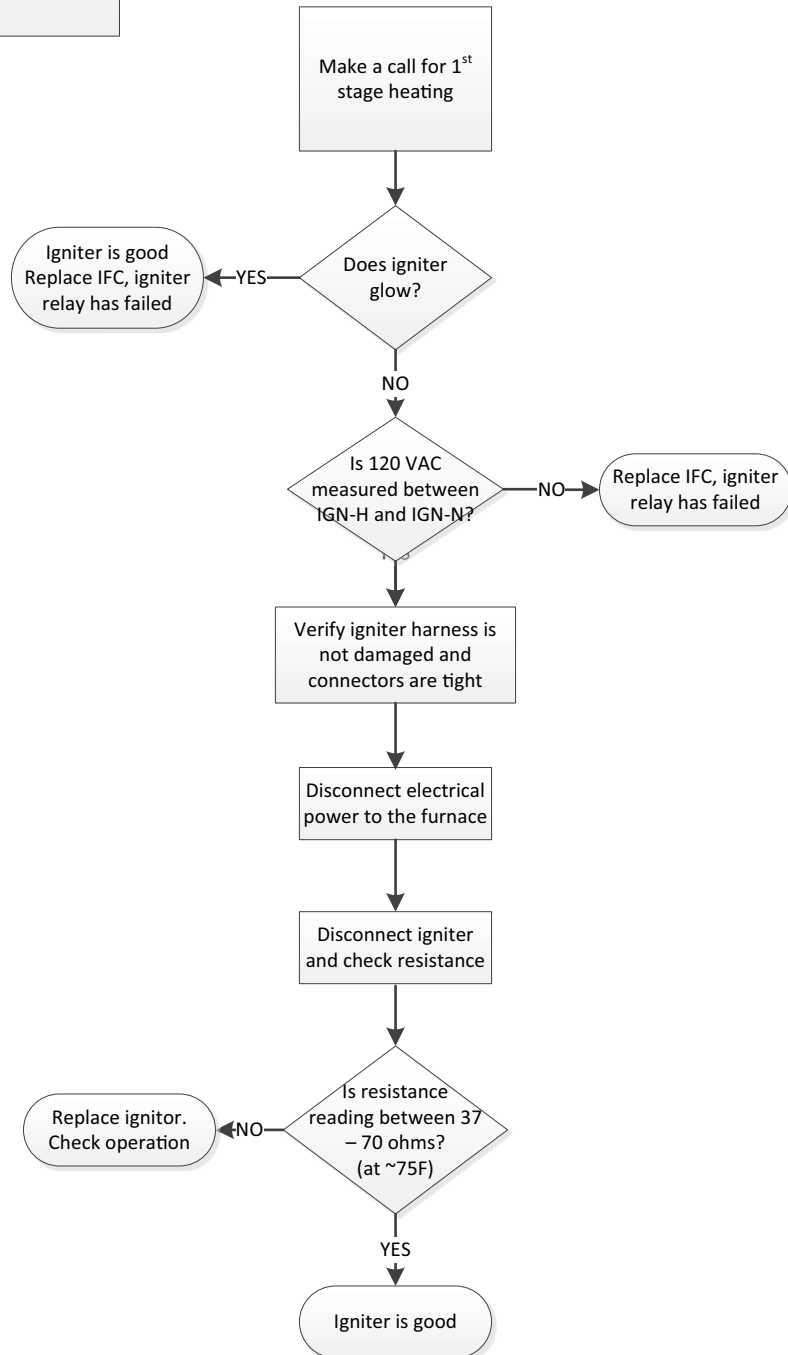 Make a call for 1st
stage heating
Does igniter
glow?
YES
Igniter is good
Replace IFC, igniter
relay has failed
NO
Is 120 VAC
measured between
IGN-H and IGN-N?
NO
Replace IFC, igniter
relay has failed
Verify igniter harness is
not damaged and
connectors are tight
Disconnect electrical
power to the furnace
Disconnect igniter
and check resistance
Is resistance
reading between 37
– 70 ohms?
(at ~75F)
NO
Replace ignitor.
Check operation
YES
Igniter is good